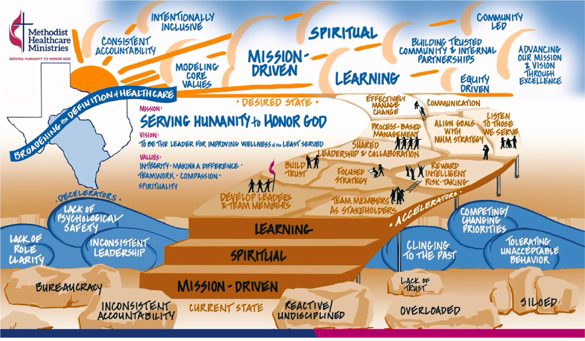 Methodist
Healthcare
Ministries
SERVING HUMANITY TO HONOR GOD
BROADENING the DEFINITION of HEALTHCARE
CONSISTENT
ACCOUNTABILITY
INTENTIONALLY
INCLUSIVE
MODELING
CORE
VALUES
MISSION-
DRIVEN
SPIRITUAL
LEARNING
BUILDING TRUSTED
COMMUNITY & INTERNAL
PARTNERSHIPS
COMMUNITY
LED
EQUITY
DRIVEN
ADVANCING
OUR MISSION
& VISION
THROUGH
EXCELLENCE
• DESIRED STATE •
MISSION:
SERVING HUMANITY to HONOR GOD
VISION:
TO BE THE LEADER FOR IMPROVING WELLNESS of the LEAST SERVED
VALUES:
INTEGRITY • MAKING A DIFFERENCE •
TEAMWORK • COMPASSION •
SPIRITUALITY
EFFECTIVELY
MANAGE
CHANGE
COMMUNICATION
PROCESS-BASED
MANAGEMENT
ALIGN GOALS
WITH
MHM STRATEGY
LISTEN
TO THOSE
WE SERVE
SHARED
LEADERSHIP & COLLABORATION
BUILD
TRUST
FOCUSED
STRATEGY
REWARD
INTELLIGENT
RISK-TAKING
DEVELOP LEADERS
& TEAM MEMBERS
TEAM MEMBERS
AS STAKEHOLDERS
• ACCELERATORS •
• DECELERATORS •
LACK OF
PSYCHOLOGICAL
SAFETY
LACK OF
ROLE
CLARITY
INCONSISTENT
LEADERSHIP
LEARNING
SPIRITUAL
MISSION-DRIVEN
CURRENT STATE
COMPETING/
CHANGING
PRIORITIES
CLINGING
TO THE PAST
TOLERATING
UNACCEPTABLE
BEHAVIOR
BUREAUCRACY
INCONSISTENT
ACCOUNTABILITY
REACTIVE/
UNDISCIPLINED
LACK OF
TRUST
OVERLOADED
SILOED